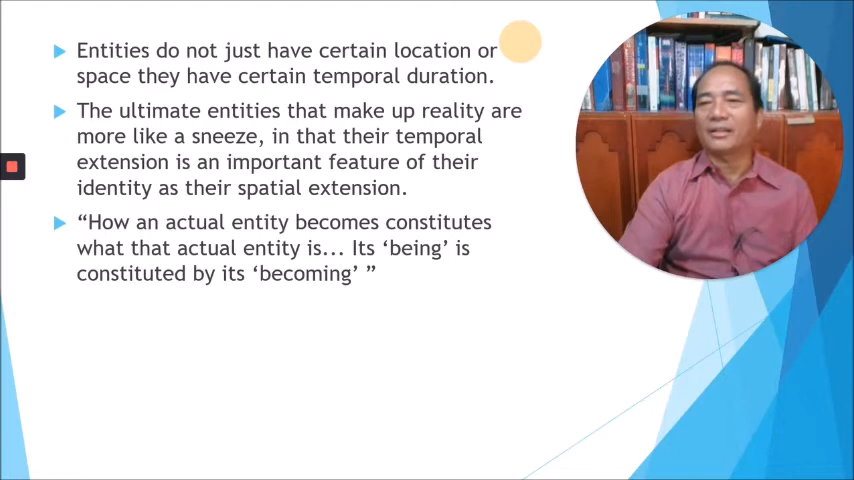 Entities do not just have certain location or
space they have certain temporal duration.
The ultimate entities that make up reality are
more like a sneeze, in that their temporal
extension is an important feature of their
identity as their spatial extension.
“How an actual entity becomes constitutes
what that actual entity is... Its ‘being’ is
constituted by its ‘becoming’ ”